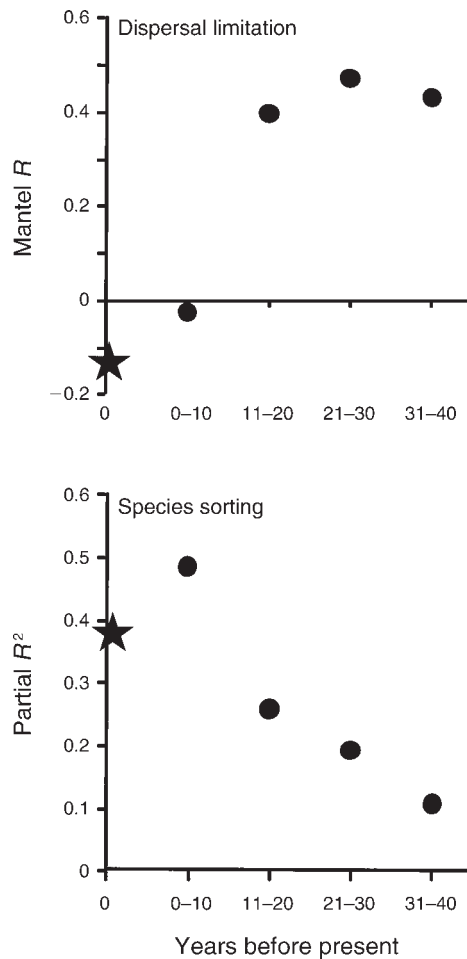 Dispersal limitation
Mantel R
0.6
0.4
0.2
0
−0.2
0 0–10 11–20 21–30 31–40
Species sorting
Partial R²
0.6
0.5
0.4
0.3
0.2
0.1
0
0 0–10 11–20 21–30 31–40
Years before present